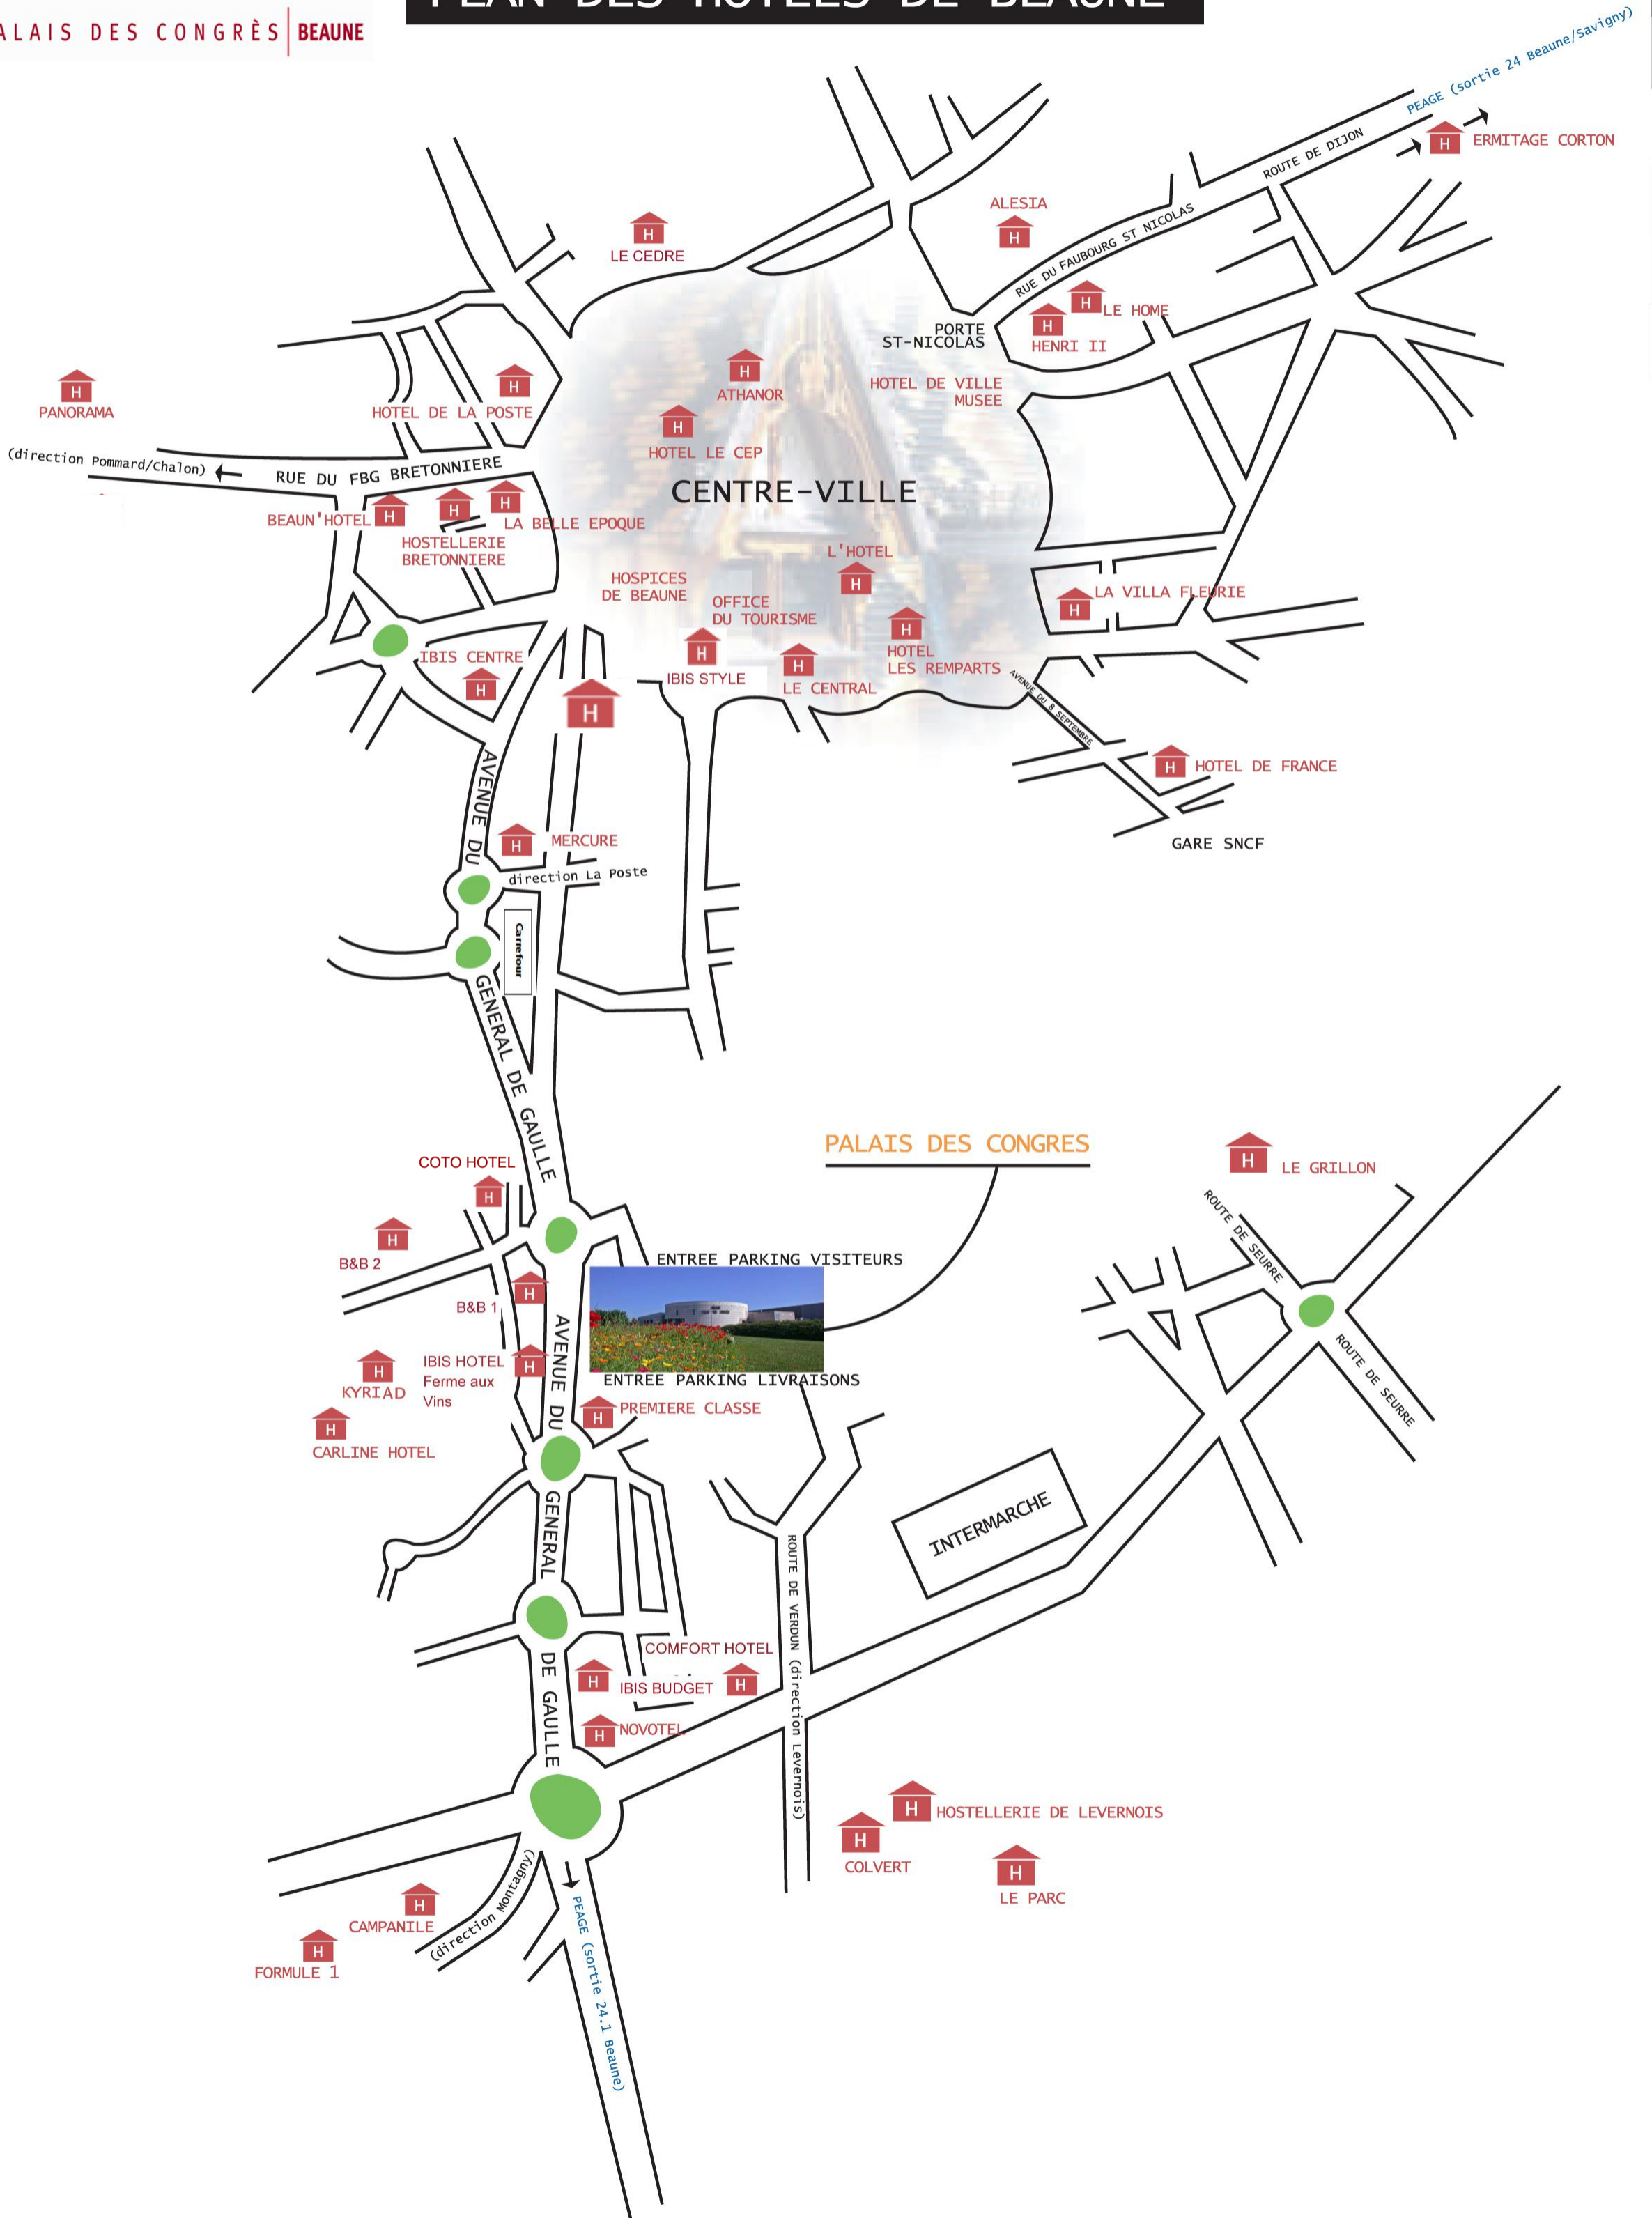 PLAN DES HOTELS DE BEAUNE
PALAIS DES CONGRÈS BEAUNE
PEAGE (sortie 24 Beaune/Savigny)
ROUTE DE DIJON
H ERMITAGE CORTON
ALESIA
H
RUE DU FAUBOURG ST NICOLAS
H
LE CEDRE
H LE HOME
H
HENRI II
PORTE
ST-NICOLAS
HOTEL DE VILLE
MUSEE
H
ATHANOR
H
HOTEL LE CEP
CENTRE-VILLE
H
PANORAMA
H
HOTEL DE LA POSTE
(direction Pommard/Chalon)
RUE DU FBG BRETONNIERE
BEAUN'HOTEL H
H
HOSTELLERIE
BRETONNIERE
H
LA BELLE EPOQUE
L'HOTEL
H
HOSPICES
DE BEAUNE
OFFICE
DU TOURISME
H LA VILLA FLEURIE
H
HOTEL
LES REMPARTS
H
IBIS STYLE
H
LE CENTRAL
IBIS CENTRE
H
H
AVENUE DU 8 SEPTEMBRE
H HOTEL DE FRANCE
GARE SNCF
AVENUE DU
H MERCURE
direction La Poste
Carrefour
GENERAL DE GAULLE
PALAIS DES CONGRES
H LE GRILLON
COTO HOTEL
H
ROUTE DE SEURRE
H
B&B 2
ENTREE PARKING VISITEURS
B&B 1 H
AVENUE DU
ROUTE DE SEURRE
IBIS HOTEL H
Ferme aux
Vins
H
KYRIAD
ENTREE PARKING LIVRAISONS
H PREMIERE CLASSE
H
CARLINE HOTEL
GENERAL
INTERMARCHE
ROUTE DE VERDUN (direction Levernois)
DE GAULLE
COMFORT HOTEL
H
H IBIS BUDGET
H NOVOTEL
H HOSTELLERIE DE LEVERNOIS
H
COLVERT
H
LE PARC
H
CAMPANILE
(direction Montagny)
H
FORMULE 1
PEAGE (sortie 24.1 Beaune)